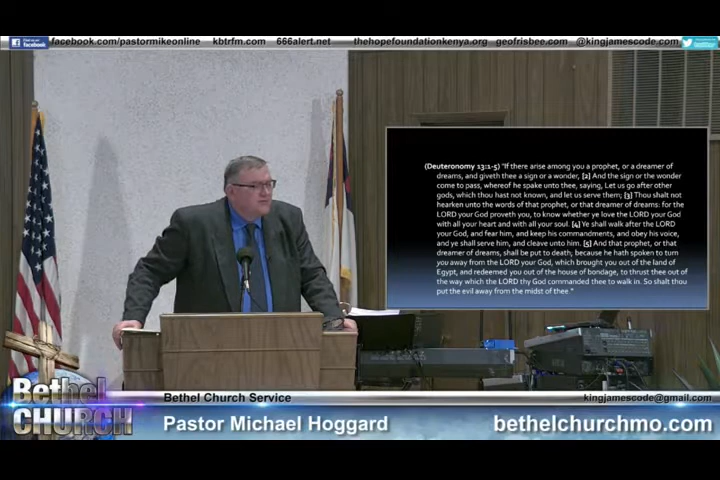 Find us on facebook facebook.com/pastormikeonline kbtrfm.com 666alert.net thehopefoundationkenya.org geofrisbee.com @kingjamescode.com
(Deuteronomy 13:1-5) "If there arise among you a prophet, or a dreamer of
dreams, and giveth thee a sign or a wonder, [2] And the sign or the wonder
come to pass, whereof he spake unto thee, saying, Let us go after other
gods, which thou hast not known, and let us serve them; [3] Thou shalt not
hearken unto the words of that prophet, or that dreamer of dreams: for the
LORD your God proveth you, to know whether ye love the LORD your God
with all your heart and with all your soul. [4] Ye shall walk after the LORD
your God, and fear him, and keep his commandments, and obey his voice,
and ye shall serve him, and cleave unto him. [5] And that prophet, or that
dreamer of dreams, shall be put to death; because he hath spoken to turn
you away from the LORD your God, which brought you out of the land of
Egypt, and redeemed you out of the house of bondage, to thrust thee out of
the way which the LORD thy God commanded thee to walk in. So shalt thou
put the evil away from the midst of thee."
Bethel Church Service kingjamescode@gmail.com
Bethel
CHURCH
Pastor Michael Hoggard bethelchurchmo.com